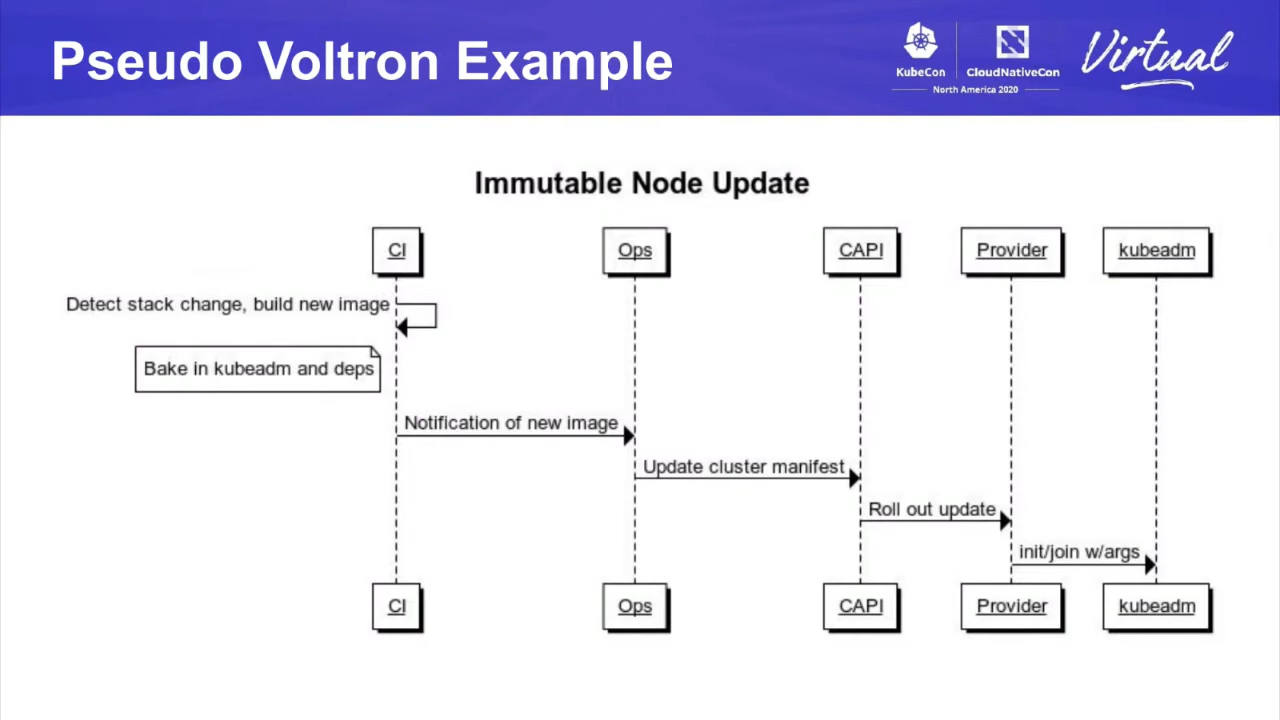 Pseudo Voltron Example
KubeCon
CloudNativeCon
North America 2020
Virtual
Immutable Node Update
CI
Ops
CAPI
Provider
kubeadm
Detect stack change, build new image
Bake in kubeadm and deps
Notification of new image
Update cluster manifest
Roll out update
init/join w/args
CI
Ops
CAPI
Provider
kubeadm